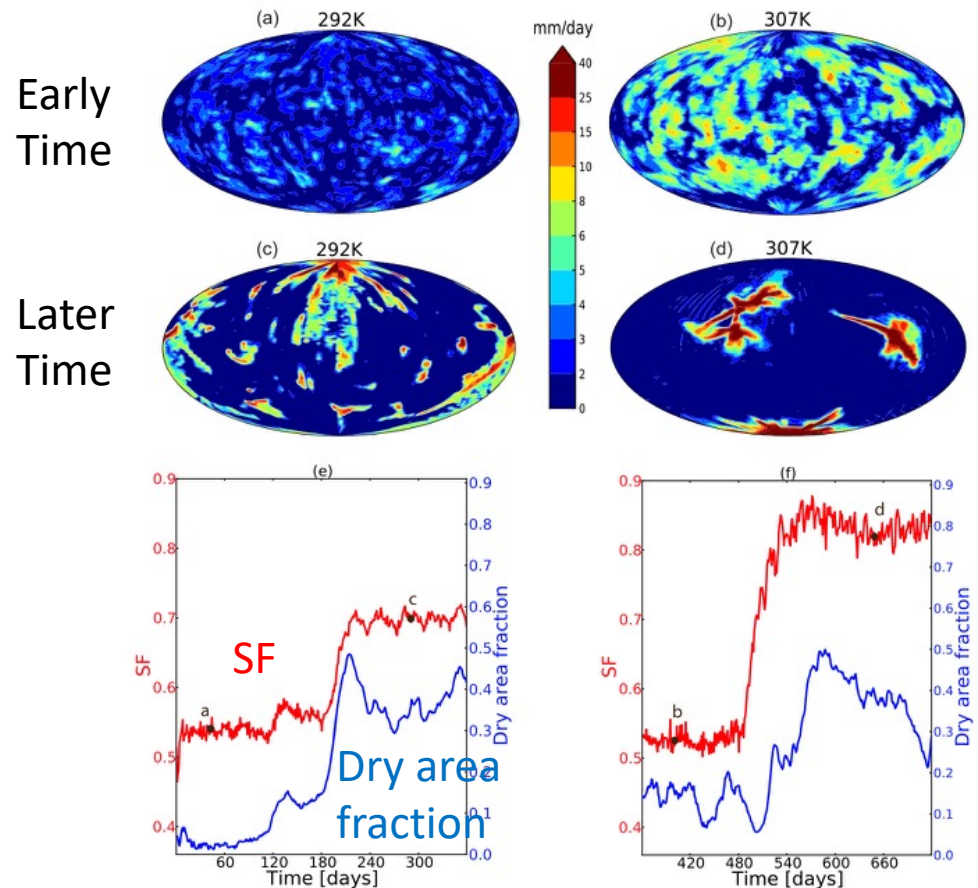 (a)
292K
mm/day
(b)
307K
Early
Time
40
25
15
10
8
6
5
4
3
2
0
(c)
292K
(d)
307K
Later
Time
(e)
0.9
0.8
0.7
0.6
0.5
0.4
SF
SF
a
c
Dry area
fraction
0.9
0.8
0.7
0.6
0.5
0.4
0.3
0.2
0.1
0.0
Dry area fraction
60 120 180 240 300
Time [days]
(f)
0.9
0.8
0.7
0.6
0.5
0.4
SF
b
d
0.9
0.8
0.7
0.6
0.5
0.4
0.3
0.2
0.1
0.0
Dry area fraction
420 480 540 600 660
Time [days]